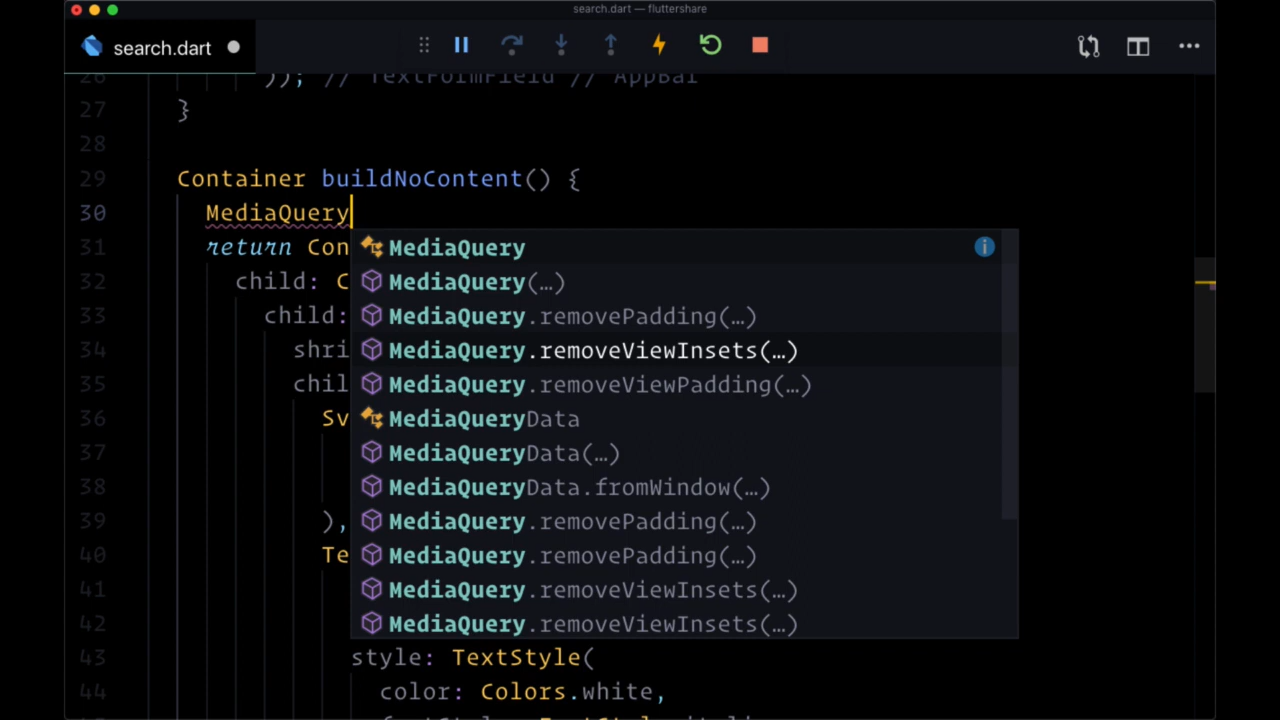 search.dart — fluttershare
search.dart
26 )); // TextFormField // AppBar
27 }
28
29 Container buildNoContent() {
30 MediaQuery
31 return Con
MediaQuery
32 child: C
MediaQuery(…)
33 child:
MediaQuery.removePadding(…)
34 shri
MediaQuery.removeViewInsets(…)
35 chil
MediaQuery.removeViewPadding(…)
36 Sv
MediaQueryData
37
MediaQueryData(…)
38
MediaQueryData.fromWindow(…)
39 ),
MediaQuery.removePadding(…)
40 Te
MediaQuery.removePadding(…)
41
MediaQuery.removeViewInsets(…)
42
MediaQuery.removeViewInsets(…)
43 style: TextStyle(
44 color: Colors.white,